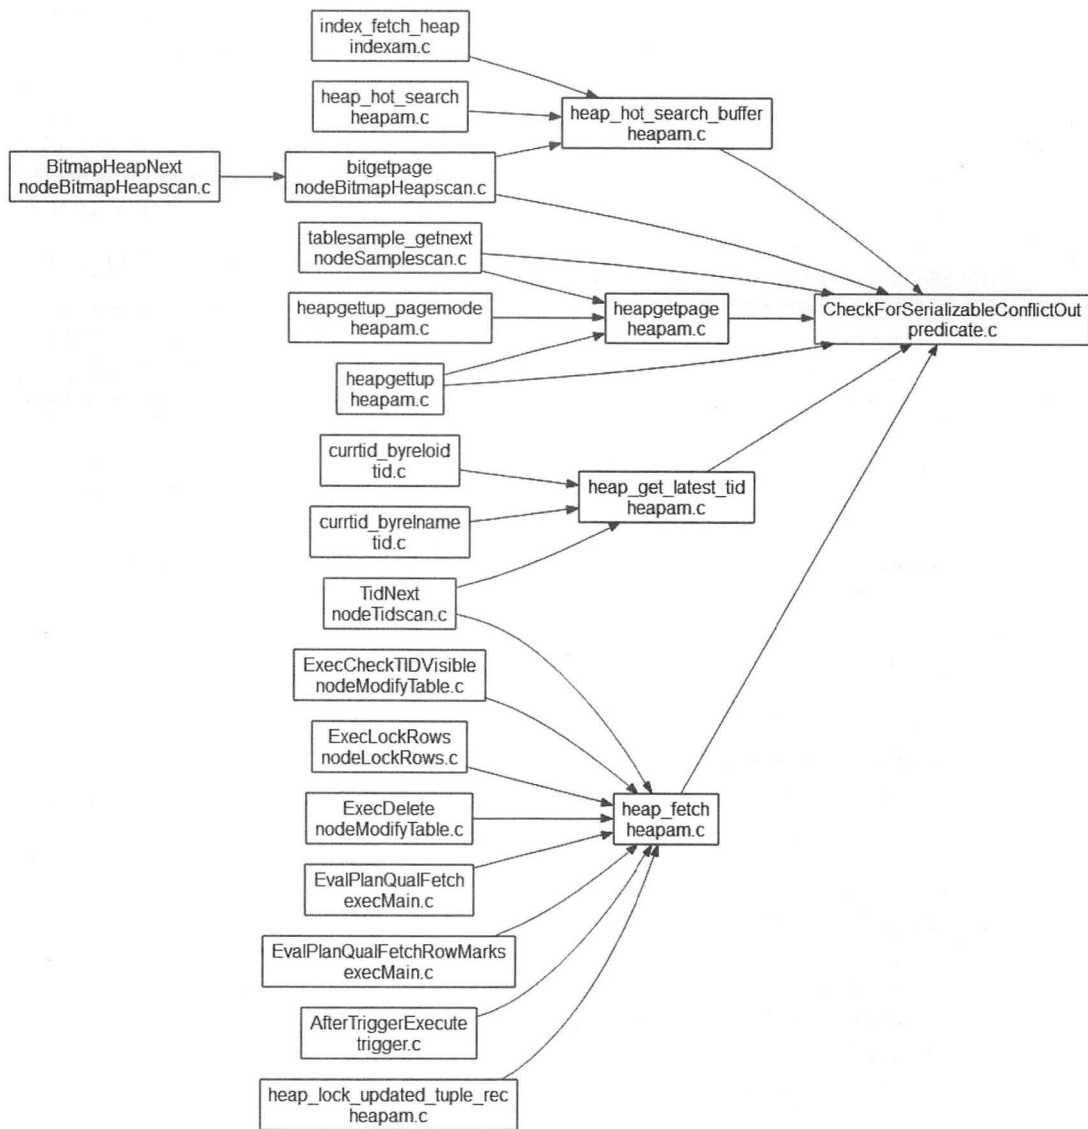 index_fetch_heap
indexam.c
heap_hot_search
heapam.c
heap_hot_search_buffer
heapam.c
BitmapHeapNext
nodeBitmapHeapscan.c
bitgetpage
nodeBitmapHeapscan.c
tablesample_getnext
nodeSamplescan.c
heapgettup_pagemode
heapam.c
heapgetpage
heapam.c
CheckForSerializableConflictOut
predicate.c
heapgettup
heapam.c
currtid_byreloid
tid.c
heap_get_latest_tid
heapam.c
currtid_byrelname
tid.c
TidNext
nodeTidscan.c
ExecCheckTIDVisible
nodeModifyTable.c
ExecLockRows
nodeLockRows.c
ExecDelete
nodeModifyTable.c
heap_fetch
heapam.c
EvalPlanQualFetch
execMain.c
EvalPlanQualFetchRowMarks
execMain.c
AfterTriggerExecute
trigger.c
heap_lock_updated_tuple_rec
heapam.c